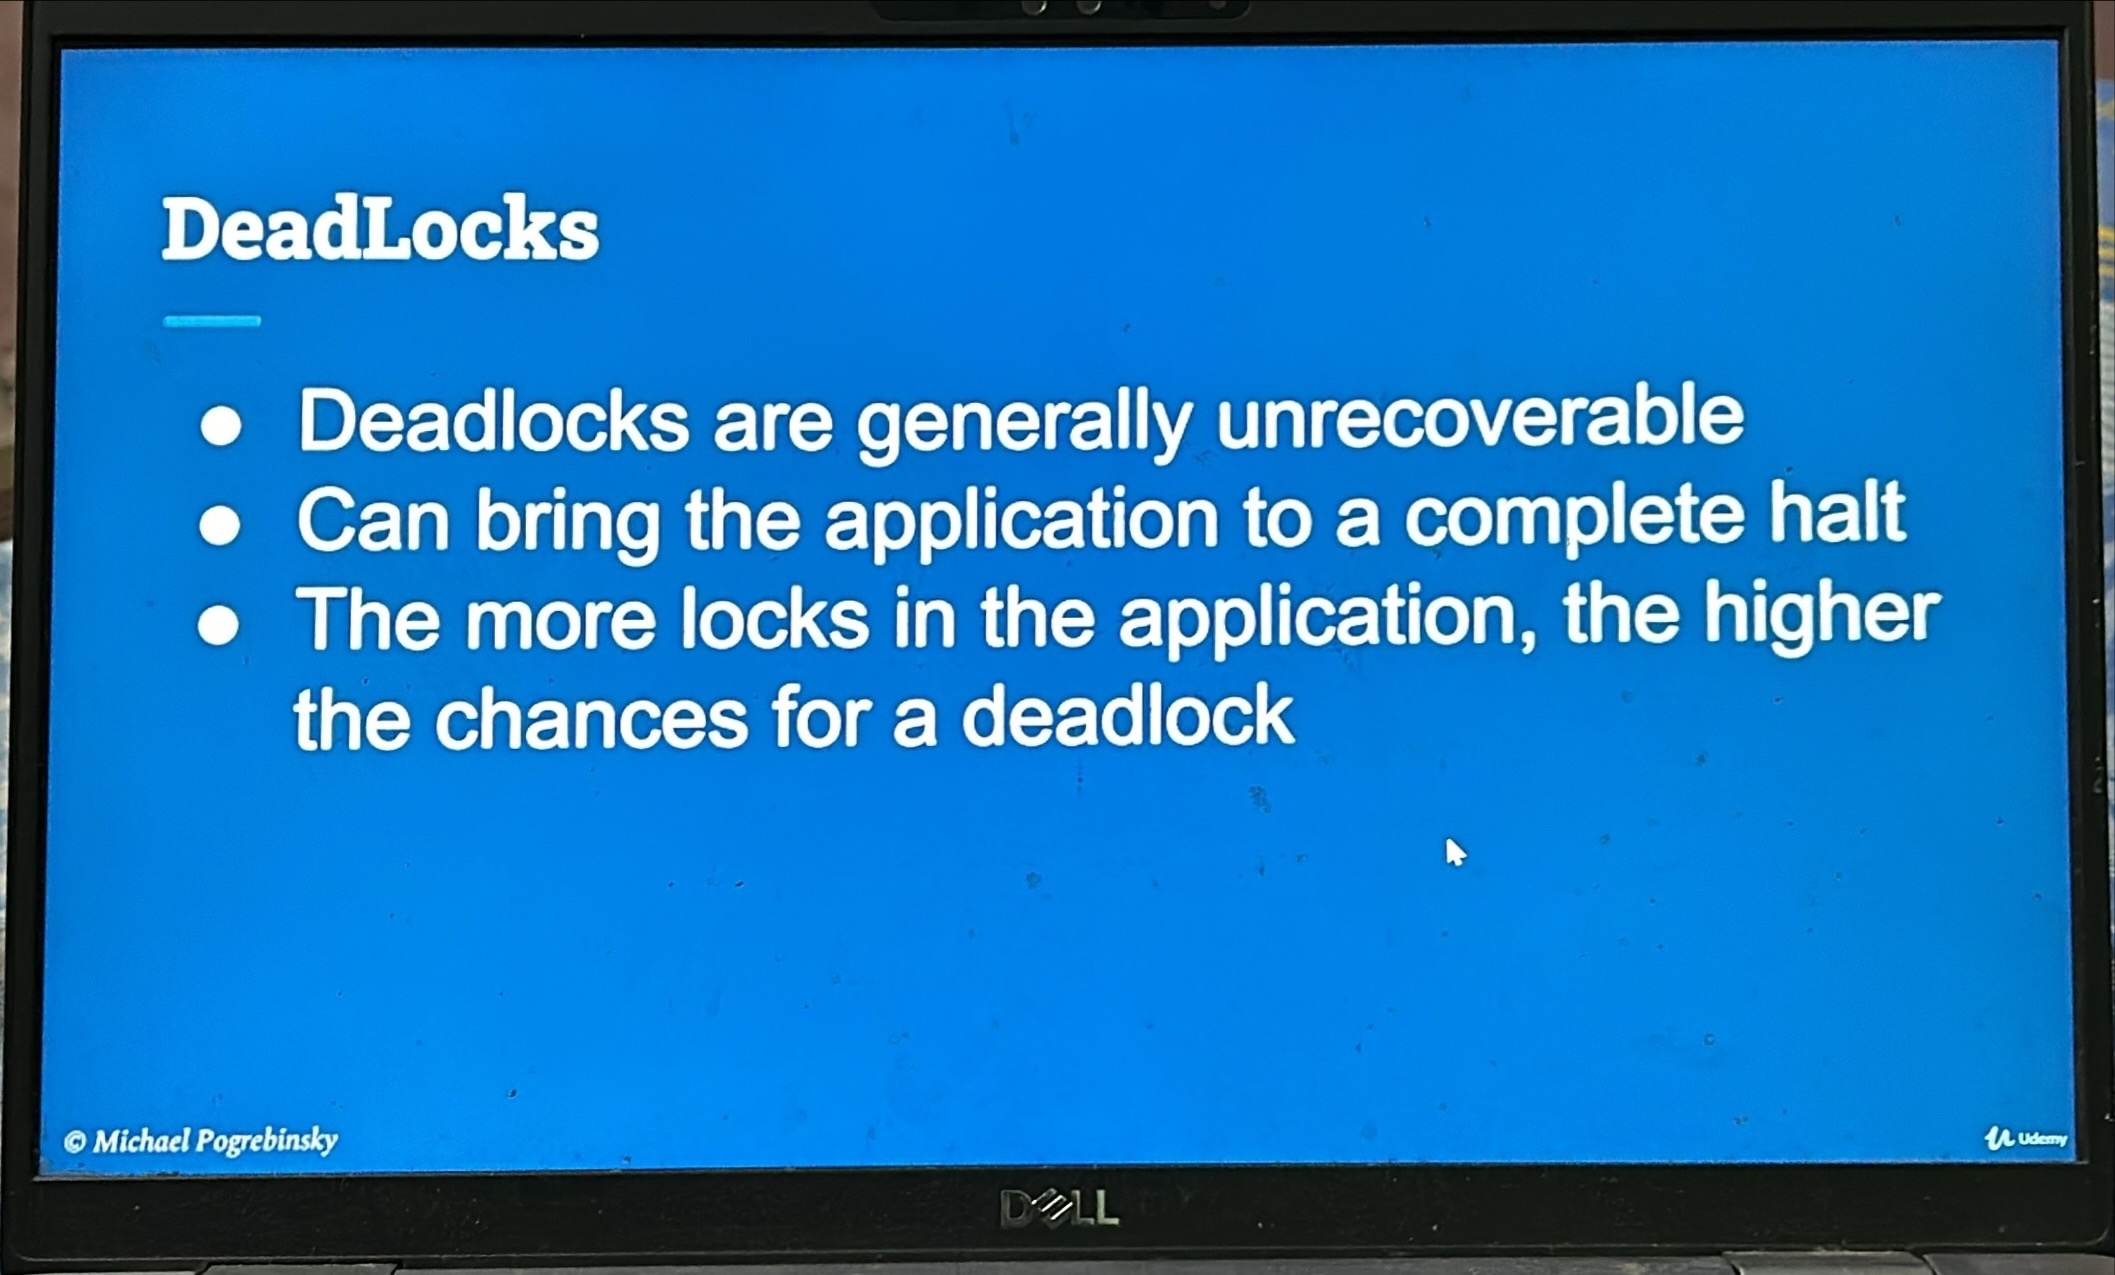 DeadLocks
● Deadlocks are generally unrecoverable
● Can bring the application to a complete halt
● The more locks in the application, the higher
the chances for a deadlock
© Michael Pogrebinsky
Udemy
DELL